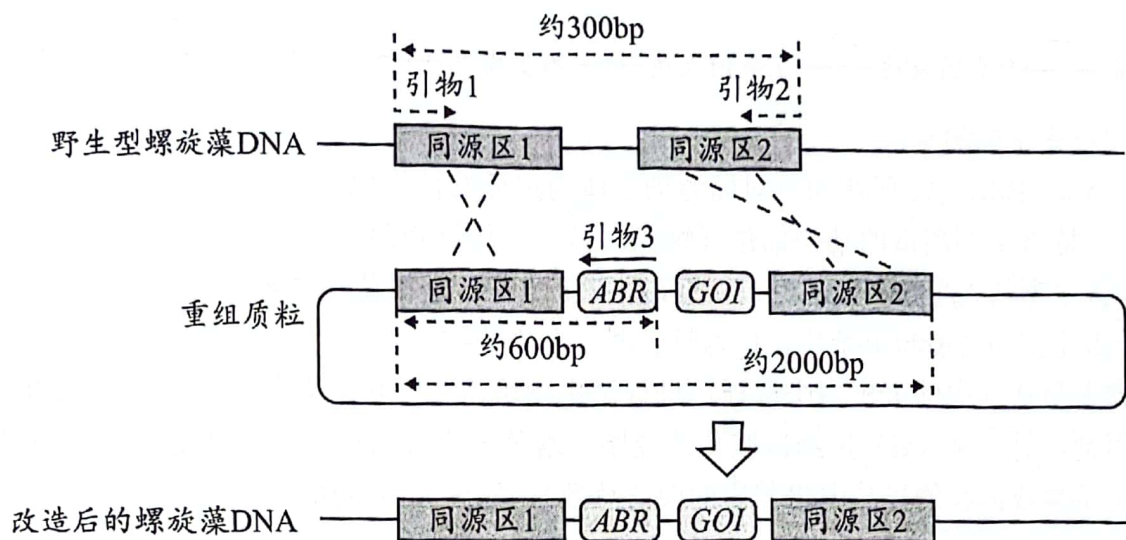 约300bp
引物1 引物2
野生型螺旋藻DNA 同源区1 同源区2
引物3
重组质粒 同源区1 ABR GOI 同源区2
约600bp 约2000bp
改造后的螺旋藻DNA 同源区1 ABR GOI 同源区2